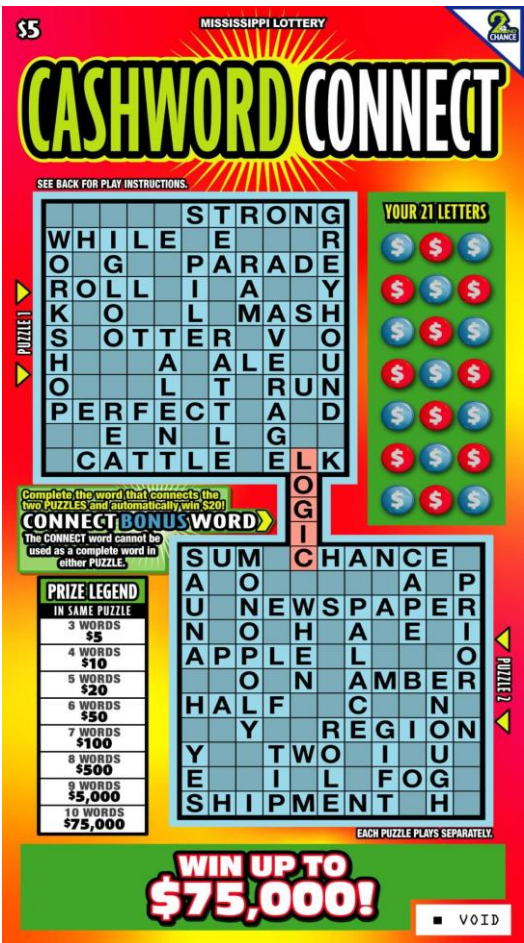 $5
MISSISSIPPI LOTTERY
2ND CHANCE
CASHWORD CONNECT
SEE BACK FOR PLAY INSTRUCTIONS.
PUZZLE 1
STRONG
WHILE E R
O G PARADE
ROLL I A Y
K O L MASH
S OTTER V O
H A ALE U
O L T RUN
PERFECT A D
E N L G
CATTLE ELK
O
G
I
YOUR 21 LETTERS
$ $ $
$ $ $
$ $ $
$ $ $
$ $ $
$ $ $
$ $ $
Complete the word that connects the
two PUZZLES and automatically win $20!
CONNECT BONUS WORD
The CONNECT word cannot be
used as a complete word in
either PUZZLE.
SUM CHANCE
A O A P
U NEWSPAPER
N O H A E I
APPLE L O
O N AMBER
HALF C N
Y REGION
Y TWO I U
E I L FOG
SHIPMENT H
PUZZLE 2
PRIZE LEGEND
IN SAME PUZZLE
3 WORDS
$5
4 WORDS
$10
5 WORDS
$20
6 WORDS
$50
7 WORDS
$100
8 WORDS
$500
9 WORDS
$5,000
10 WORDS
$75,000
EACH PUZZLE PLAYS SEPARATELY.
WIN UP TO
$75,000!
VOID